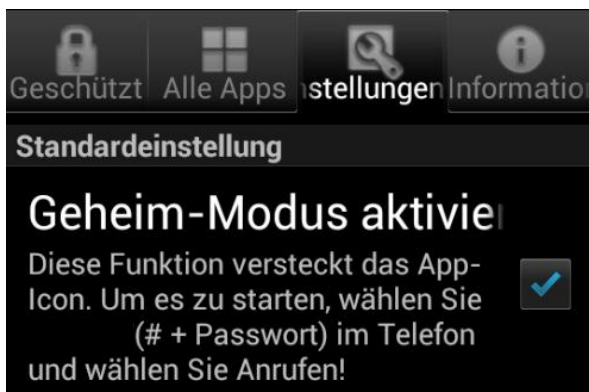 Geschützt Alle Apps stellungen Informatio
Standardeinstellung
Geheim-Modus aktivie
Diese Funktion versteckt das App-
Icon. Um es zu starten, wählen Sie
(# + Passwort) im Telefon
und wählen Sie Anrufen!